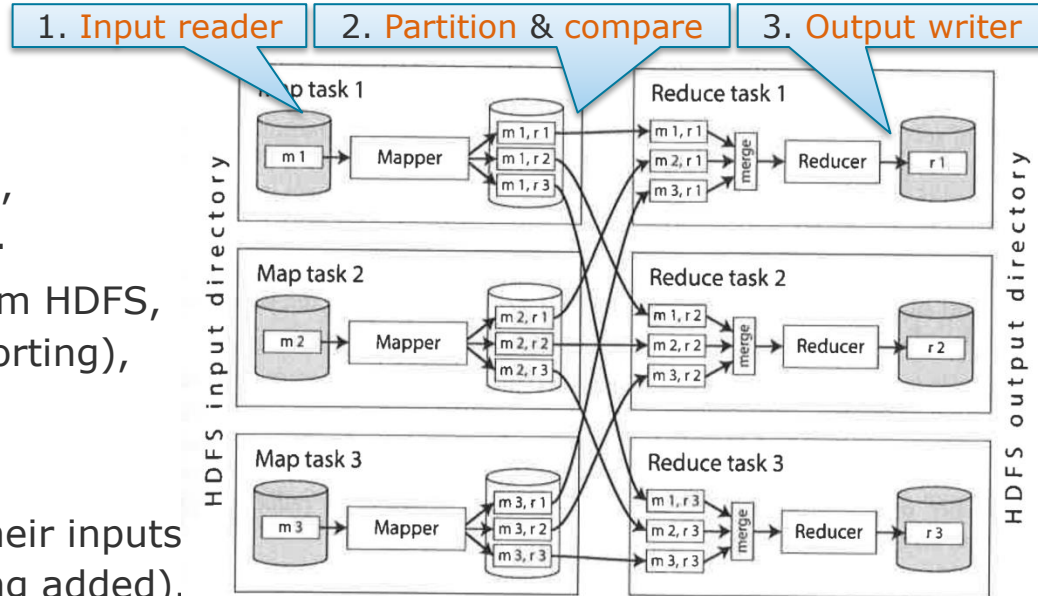 1. Input reader
2. Partition & compare
3. Output writer
,
.
m HDFS,
orting),
heir inputs
ng added).
HDFS input directory
p task 1
m 1
Mapper
m 1, r 1
m 1, r 2
m 1, r 3
Map task 2
m 2
Mapper
m 2, r 1
m 2, r 2
m 2, r 3
Map task 3
m 3
Mapper
m 3, r 1
m 3, r 2
m 3, r 3
Reduce task 1
m 1, r 1
m 2, r 1
m 3, r 1
merge
Reducer
r 1
Reduce task 2
m 1, r 2
m 2, r 2
m 3, r 2
merge
Reducer
r 2
Reduce task 3
m 1, r 3
m 2, r 3
m 3, r 3
merge
Reducer
r 3
HDFS output directory